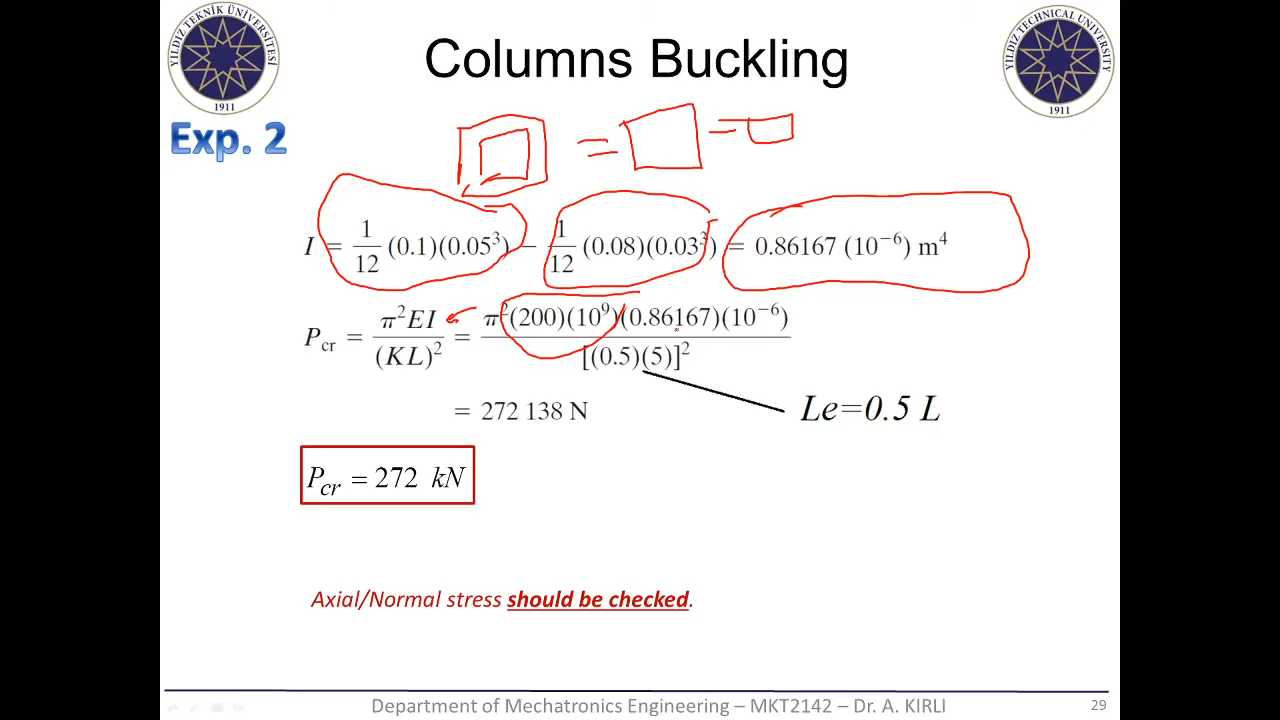 YILDIZ TEKNİK ÜNİVERSİTESİ
1911
Columns Buckling
YILDIZ TECHNICAL UNIVERSITY
1911
Exp. 2
I = 1/12 (0.1)(0.05³) − 1/12 (0.08)(0.03³) = 0.86167 (10⁻⁶) m⁴
P_cr = π²EI/(KL)² = π²(200)(10⁹)(0.86167)(10⁻⁶)/[(0.5)(5)]²
Le=0.5 L
= 272 138 N
P_cr = 272 kN
Axial/Normal stress should be checked.
Department of Mechatronics Engineering – MKT2142 – Dr. A. KIRLI
29